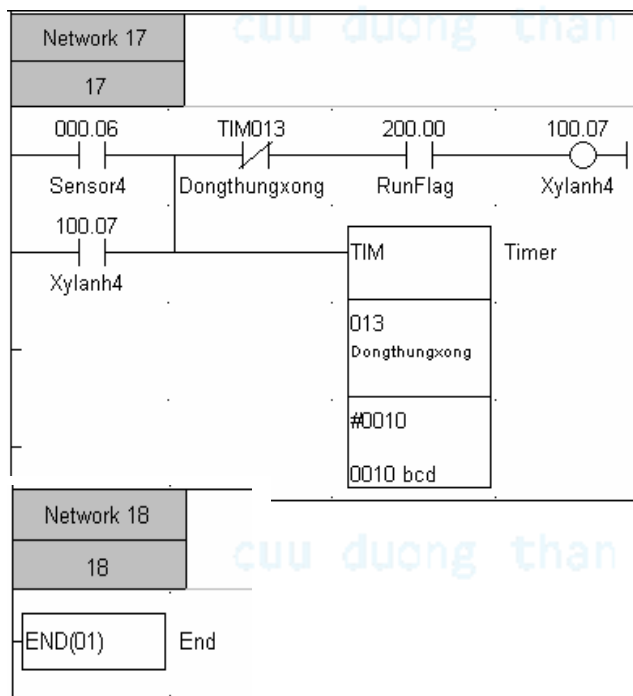 cuu duong than
Network 17
17
000.06 TIM013 200.00 100.07
Sensor4 Dongthungxong RunFlag Xylanh4
100.07
Xylanh4
TIM Timer
013
Dongthungxong
#0010
0010 bcd
Network 18
18
cuu duong than
END(01) End